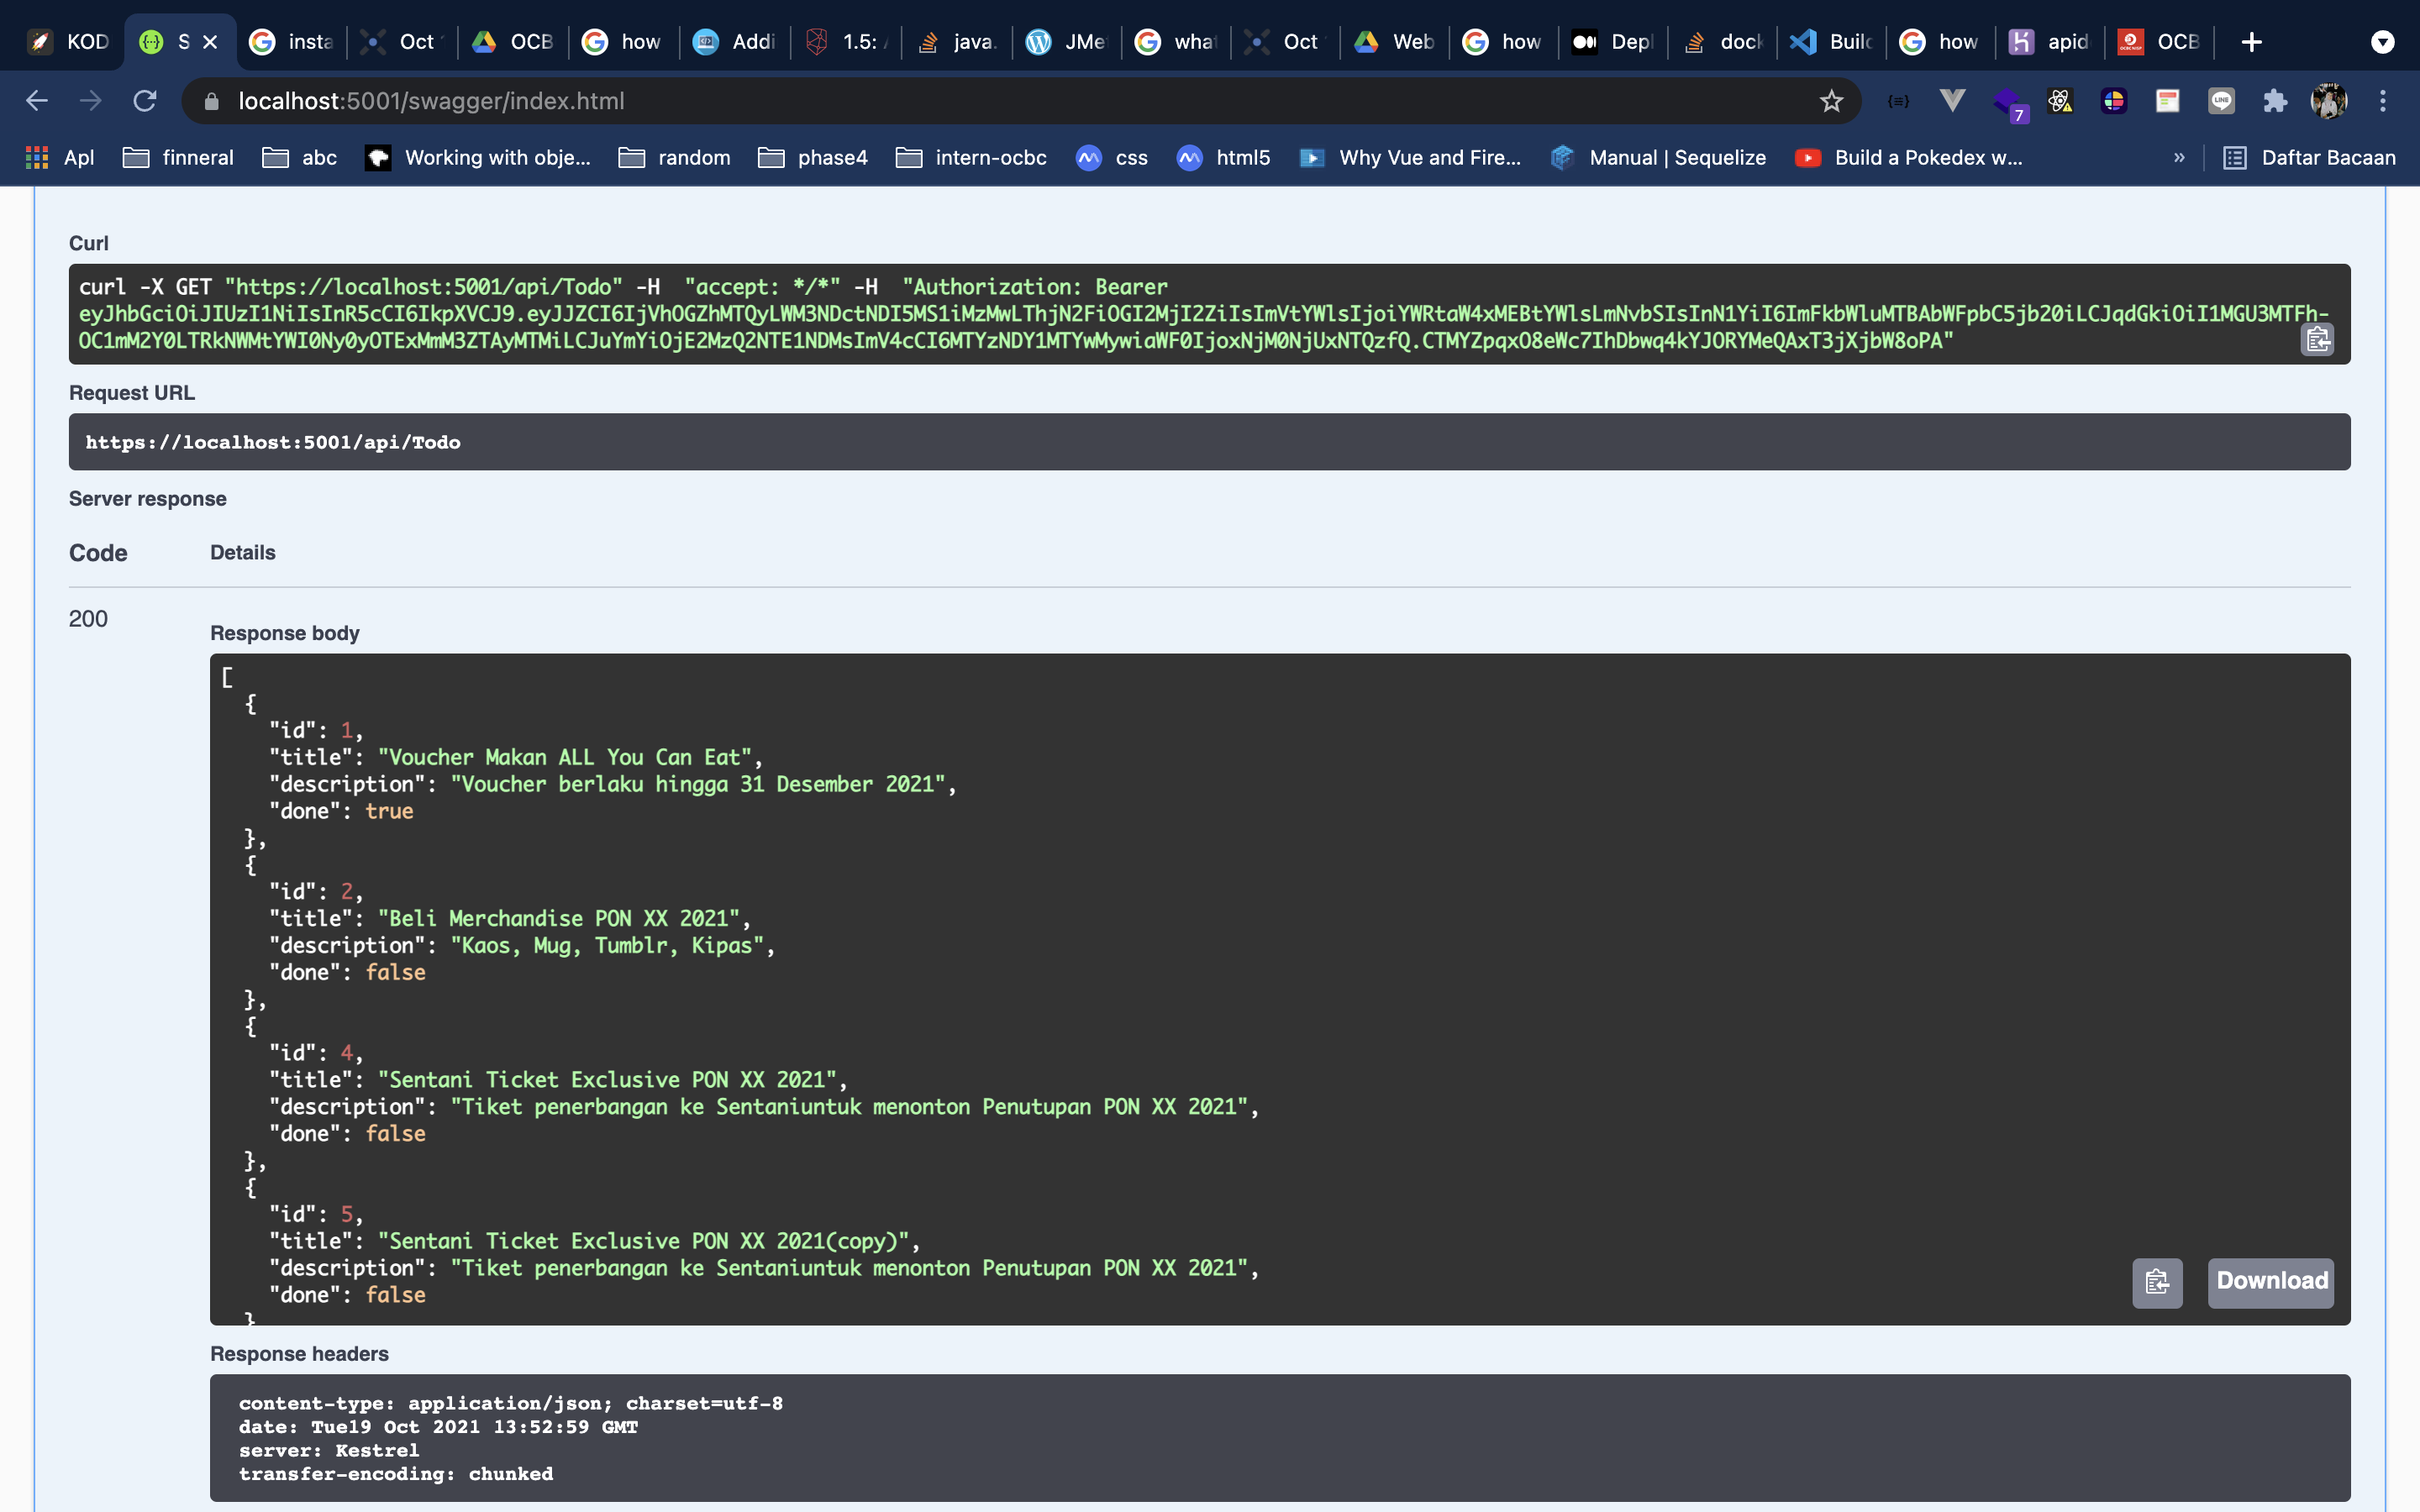 KOD
S
insta
Oct
OCB
how
Addi
1.5:
java.
JMe
wha
Oct
Web
how
Depl
dock
Build
how
apid
OCB
localhost:5001/swagger/index.html
7
Apl
finneral
abc
Working with obje...
random
phase4
intern-ocbc
css
html5
Why Vue and Fire...
Manual | Sequelize
Build a Pokedex w...
»
Daftar Bacaan
Curl
curl -X GET "https://localhost:5001/api/Todo" -H  "accept: */*" -H  "Authorization: Bearer
eyJhbGciOiJIUzI1NiIsInR5cCI6IkpXVCJ9.eyJJZCI6IjVhOGZhMTQyLWM3NDctNDI5MS1iMzMwLThjN2FiOGI2MjI2ZiIsImVtYWlsIjoiYWRtaW4xMEBtYWlsLmNvbSIsInN1YiI6ImFkbWluMTBAbWFpbC5jb20iLCJqdGkiOiI1MGU3MTFh-
OC1mM2Y0LTRkNWMtYWI0Ny0yOTExMmM3ZTAyMTMiLCJuYmYiOjE2MzQ2NTE1NDMsImV4cCI6MTYzNDY1MTYwMywiaWF0IjoxNjM0NjUxNTQzfQ.CTMYZpqxO8eWc7IhDbwq4kYJORYMeQAxT3jXjbW8oPA"
Request URL
https://localhost:5001/api/Todo
Server response
Code
Details
200
Response body
[
{
"id": 1,
"title": "Voucher Makan ALL You Can Eat",
"description": "Voucher berlaku hingga 31 Desember 2021",
"done": true
},
{
"id": 2,
"title": "Beli Merchandise PON XX 2021",
"description": "Kaos, Mug, Tumblr, Kipas",
"done": false
},
{
"id": 4,
"title": "Sentani Ticket Exclusive PON XX 2021",
"description": "Tiket penerbangan ke Sentaniuntuk menonton Penutupan PON XX 2021",
"done": false
},
{
"id": 5,
"title": "Sentani Ticket Exclusive PON XX 2021(copy)",
"description": "Tiket penerbangan ke Sentaniuntuk menonton Penutupan PON XX 2021",
"done": false
}
Download
Response headers
content-type: application/json; charset=utf-8
date: Tue19 Oct 2021 13:52:59 GMT
server: Kestrel
transfer-encoding: chunked